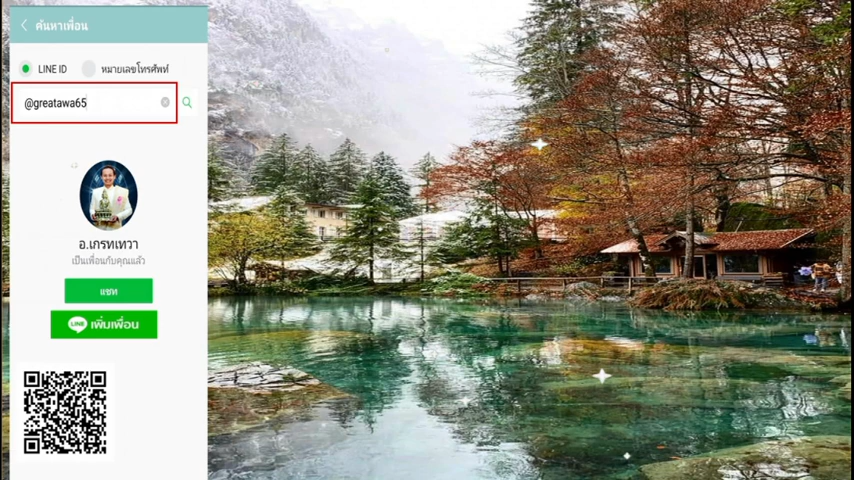 ค้นหาเพื่อน
LINE ID หมายเลขโทรศัพท์
@greatawa65
อ.เกรทเทวา
เป็นเพื่อนกับคุณแล้ว
แชท
LINE เพิ่มเพื่อน